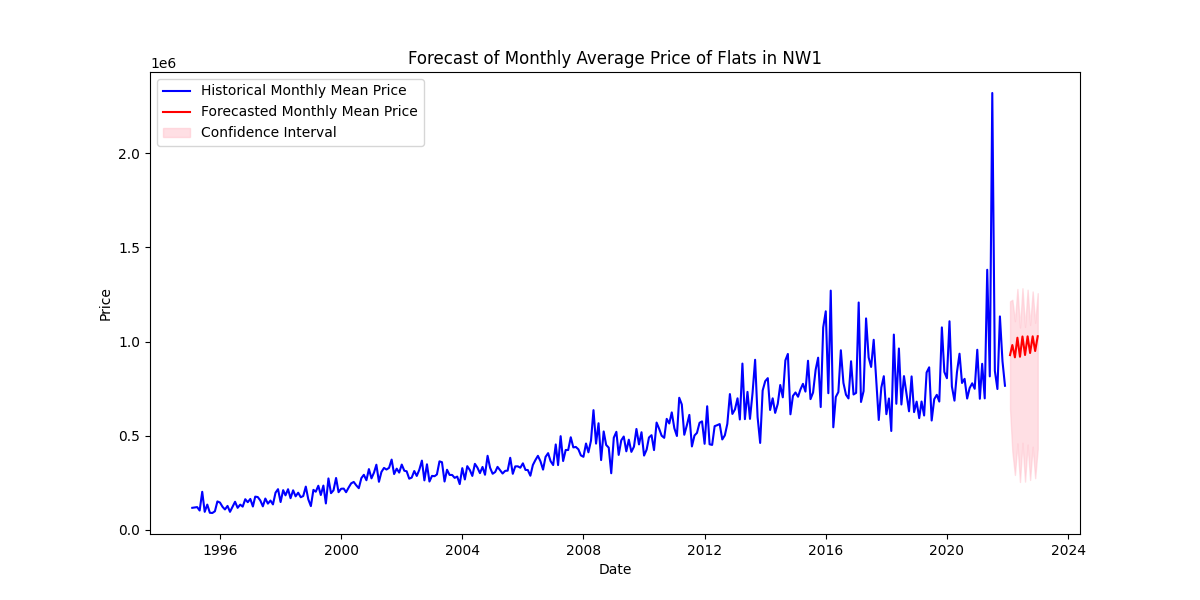 Forecast of Monthly Average Price of Flats in NW1
1e6
Historical Monthly Mean Price
Forecasted Monthly Mean Price
Confidence Interval
2.0
1.5
1.0
0.5
0.0
Price
1996 2000 2004 2008 2012 2016 2020 2024
Date